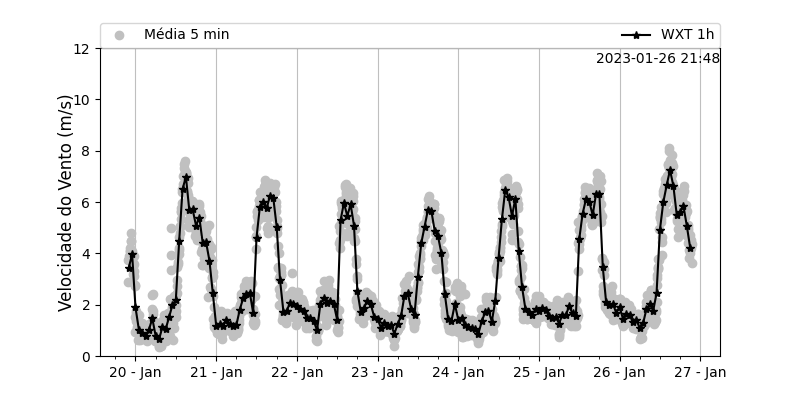 Média 5 min
WXT 1h
2023-01-26 21:48
Velocidade do Vento (m/s)
12
10
8
6
4
2
0
20 - Jan
21 - Jan
22 - Jan
23 - Jan
24 - Jan
25 - Jan
26 - Jan
27 - Jan